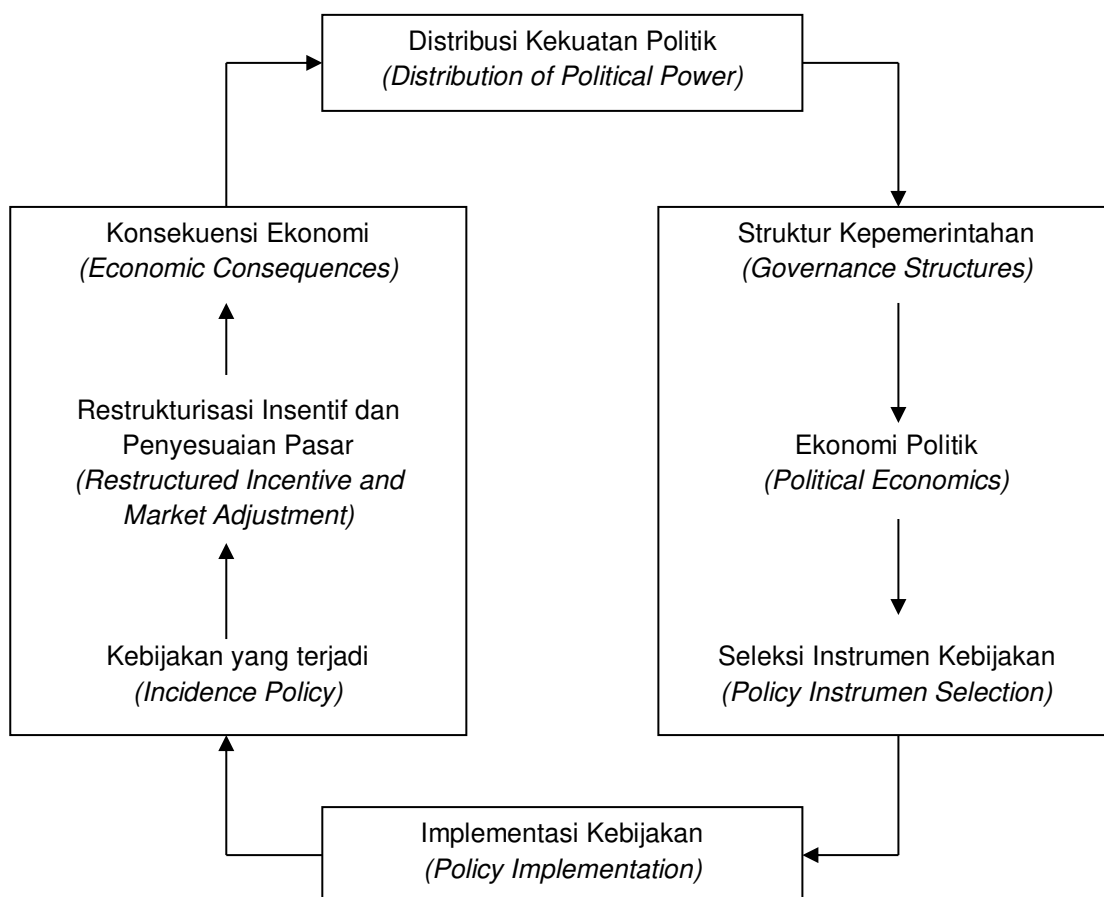 Distribusi Kekuatan Politik
(Distribution of Political Power)
Konsekuensi Ekonomi
(Economic Consequences)
Restrukturisasi Insentif dan
Penyesuaian Pasar
(Restructured Incentive and
Market Adjustment)
Kebijakan yang terjadi
(Incidence Policy)
Struktur Kepemerintahan
(Governance Structures)
Ekonomi Politik
(Political Economics)
Seleksi Instrumen Kebijakan
(Policy Instrumen Selection)
Implementasi Kebijakan
(Policy Implementation)